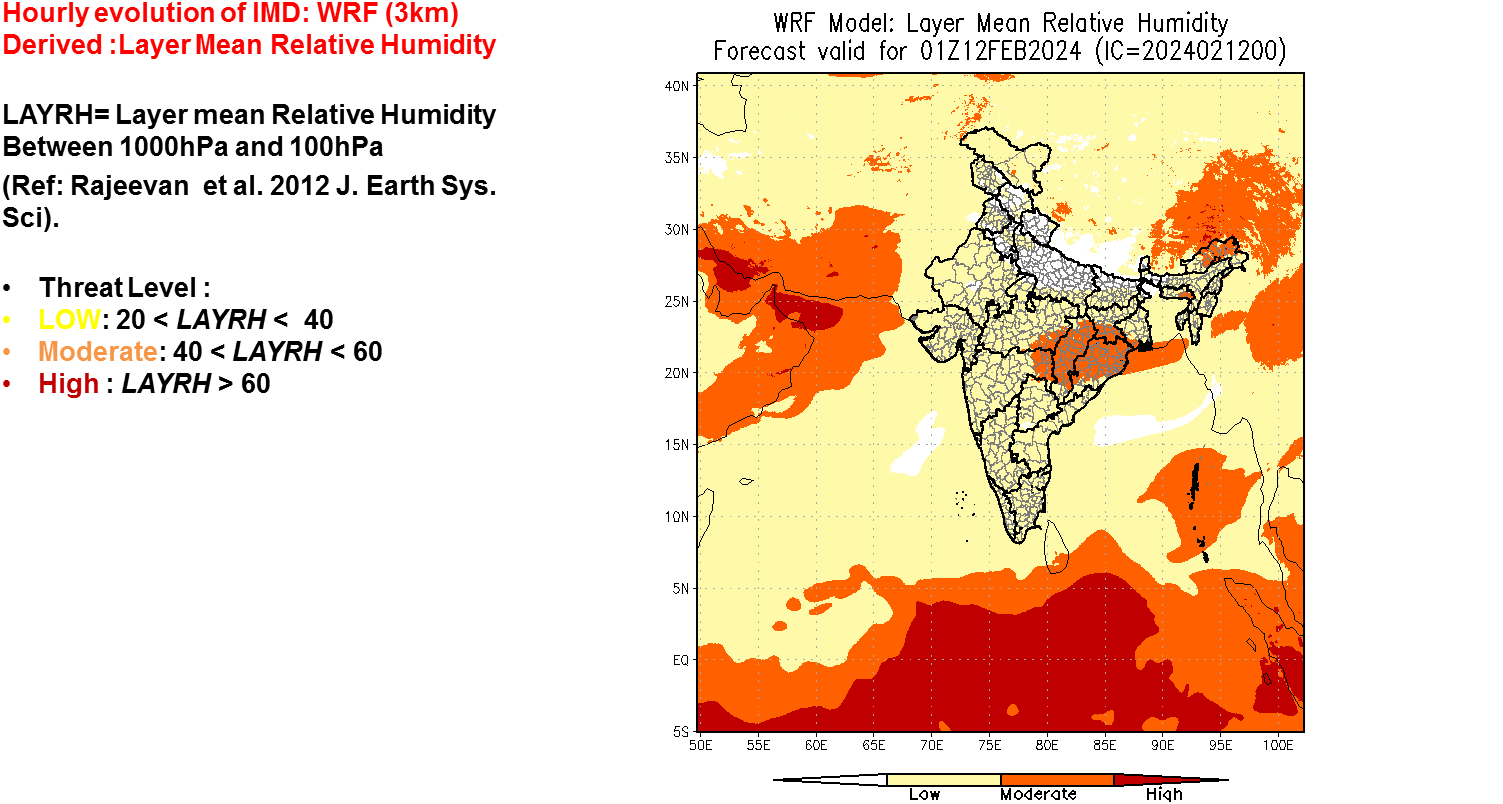 Hourly evolution of IMD: WRF (3km)
Derived :Layer Mean Relative Humidity
LAYRH= Layer mean Relative Humidity
Between 1000hPa and 100hPa
(Ref: Rajeevan et al. 2012 J. Earth Sys.
Sci).
• Threat Level :
• LOW: 20 < LAYRH < 40
• Moderate: 40 < LAYRH < 60
• High : LAYRH > 60
WRF Model: Layer Mean Relative Humidity
Forecast valid for 01Z12FEB2024 (IC=2024021200)
40N
35N
30N
25N
20N
15N
10N
5N
EQ
5S
50E 55E 60E 65E 70E 75E 80E 85E 90E 95E 100E
Low Moderate High